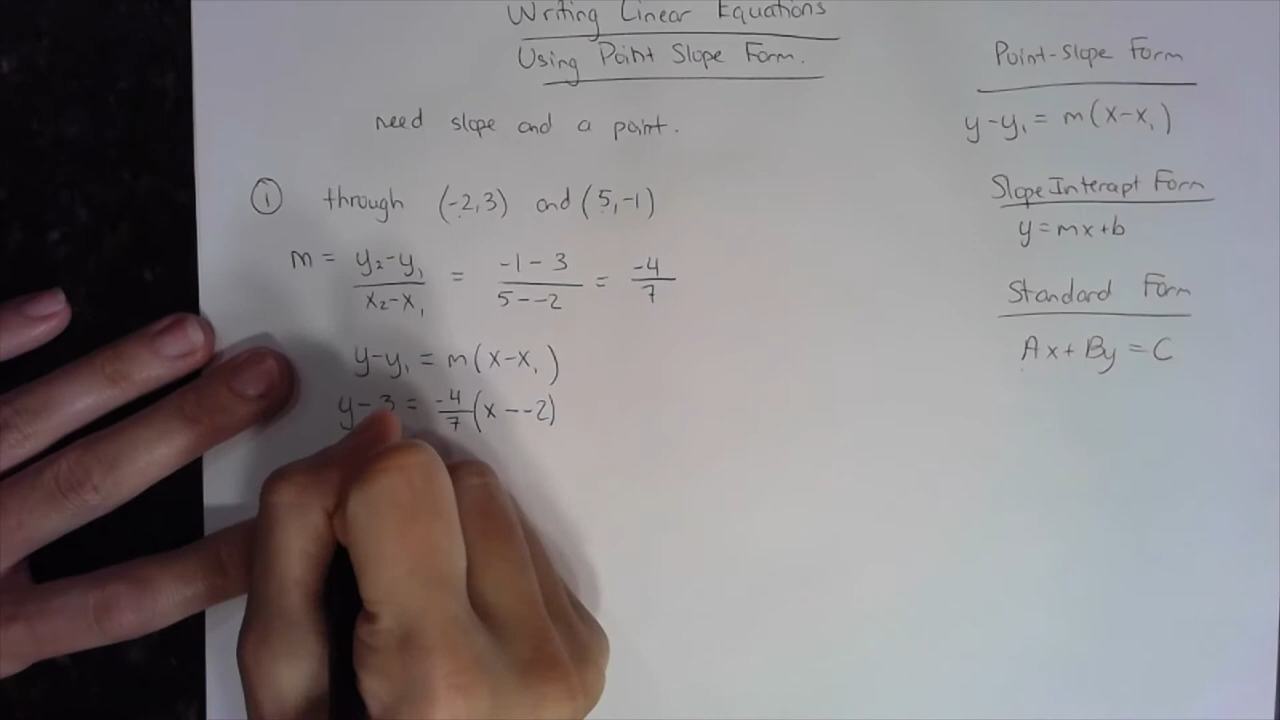 Writing Linear Equations
Using Point Slope Form.
need slope and a point.
① through (-2,3) and (5,-1)
m = y₂-y₁ / x₂-x₁ = -1-3 / 5--2 = -4/7
y-y₁ = m(x-x₁)
y-3 = -4/7(x--2)
Point-Slope Form
y-y₁ = m(x-x₁)
Slope Intercept Form
y=mx+b
Standard Form
Ax+By=C